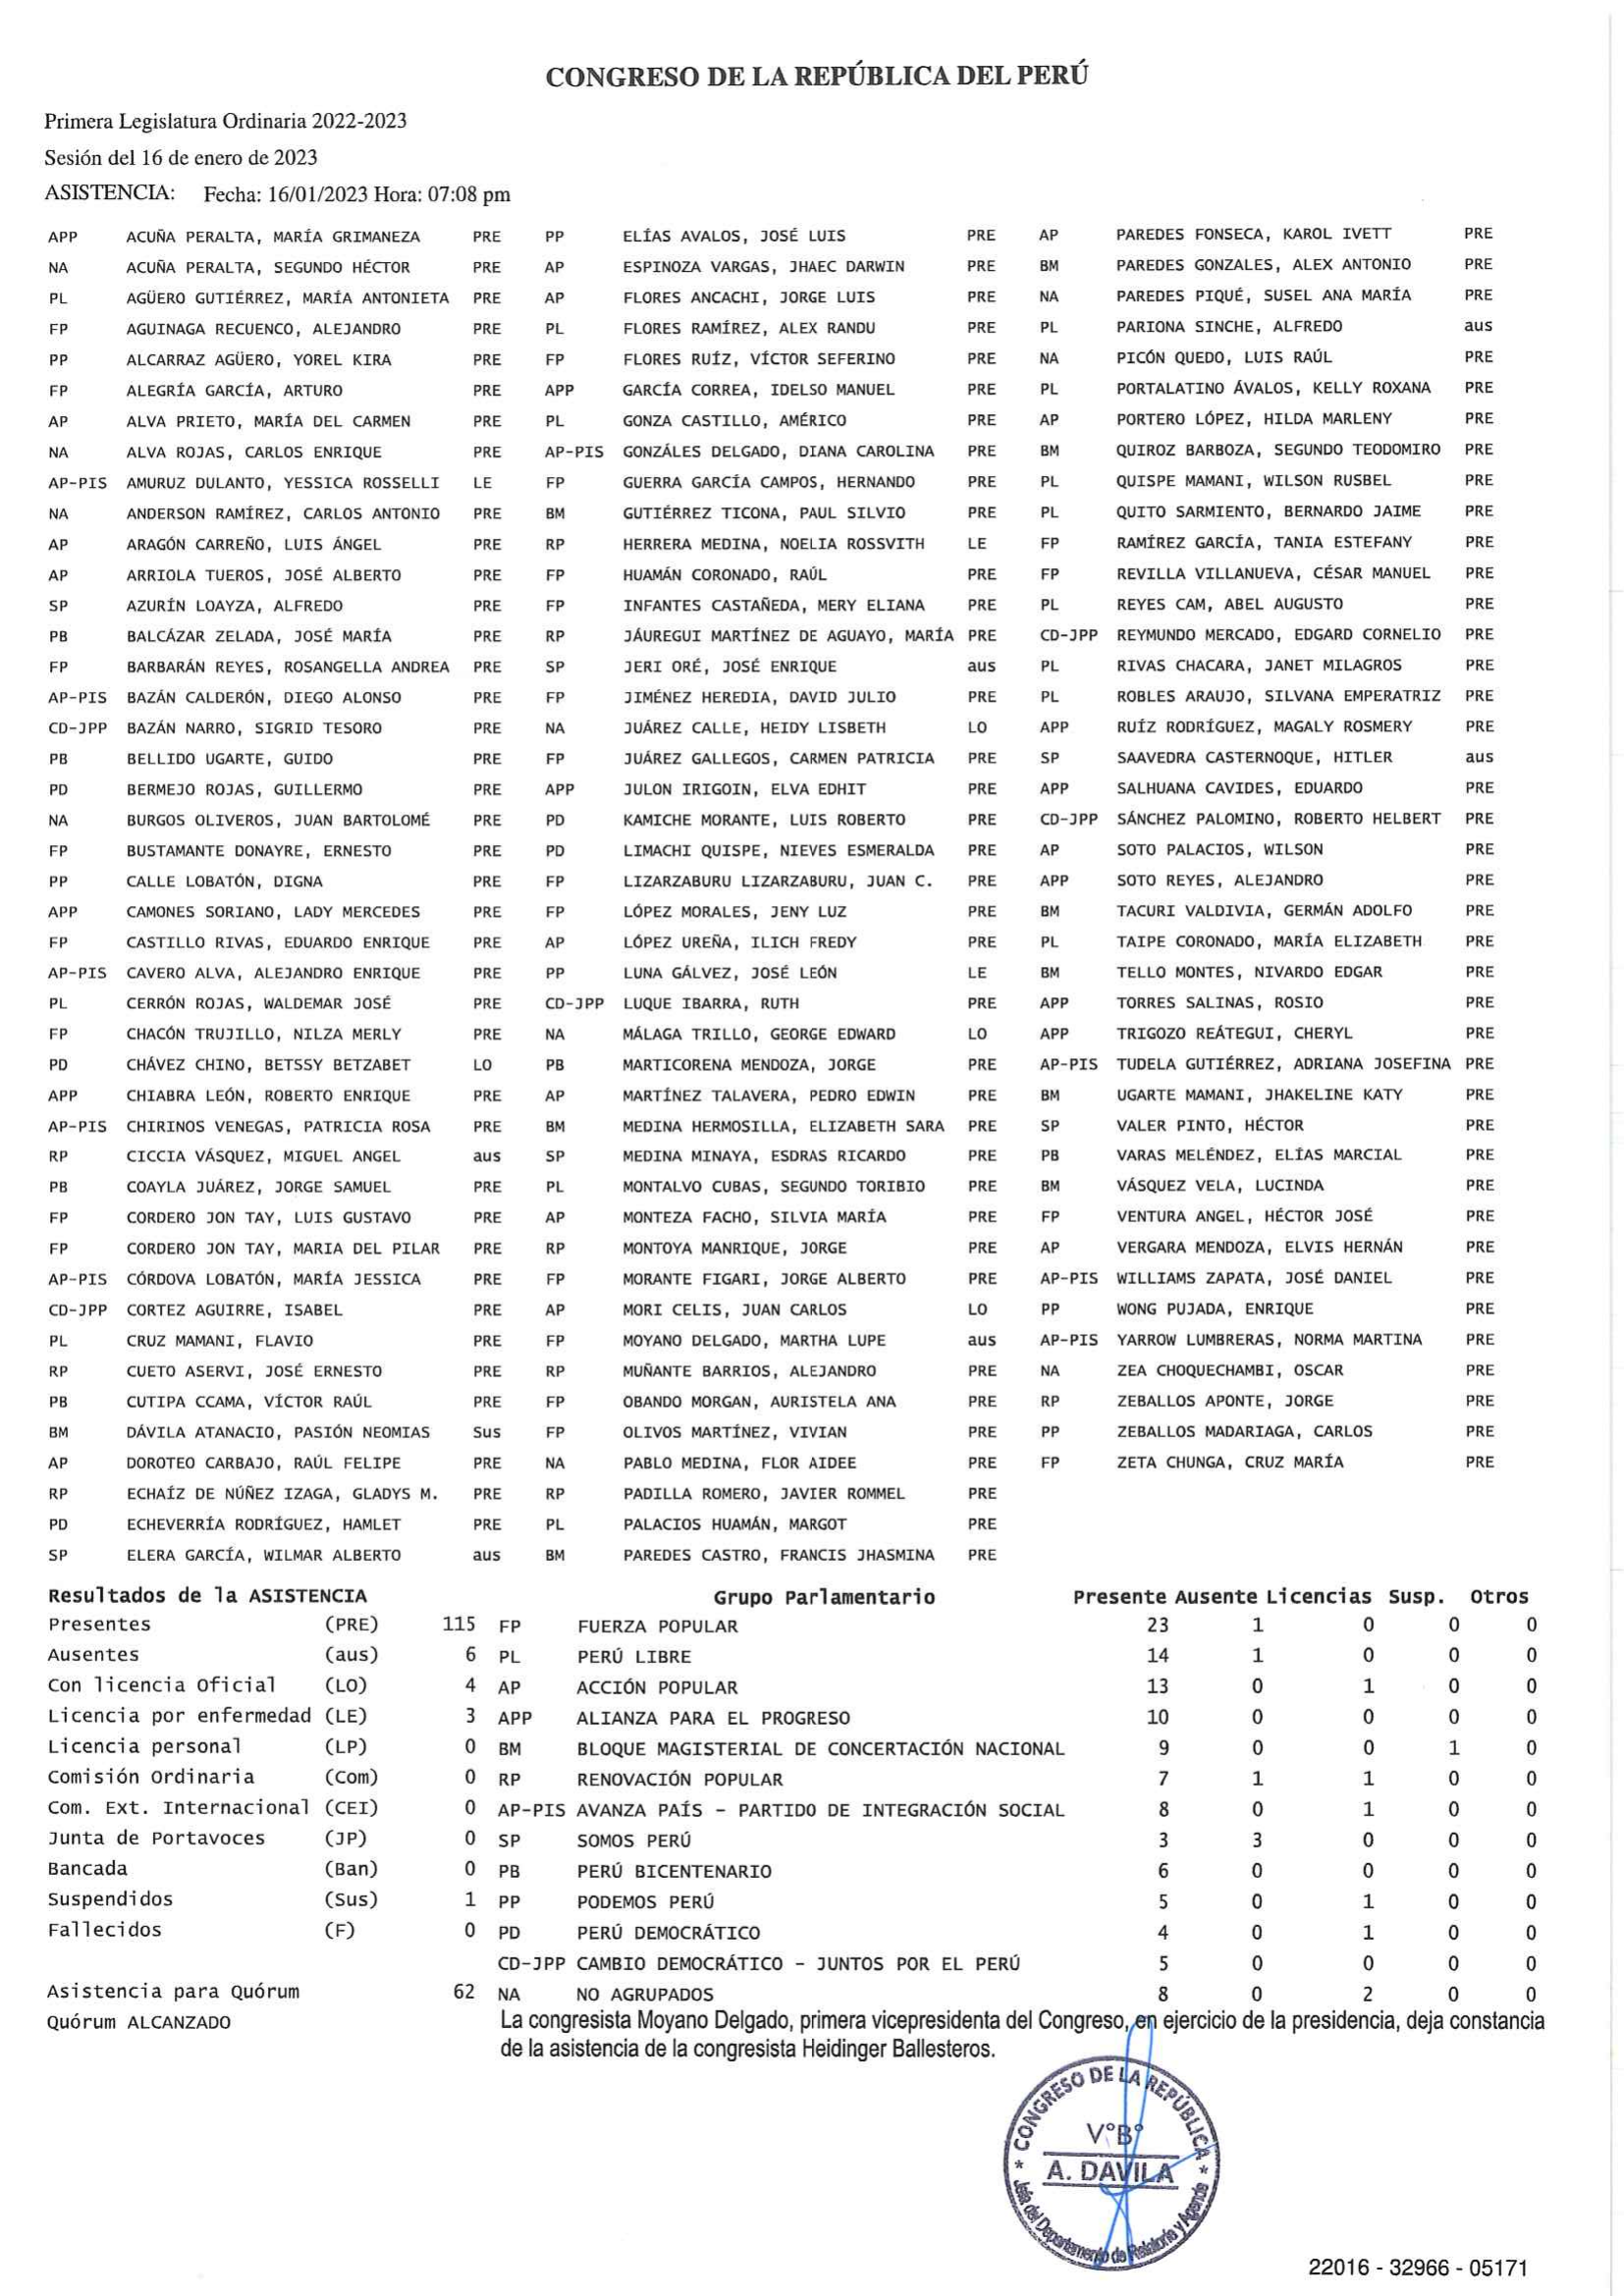 CONGRESO DE LA REPÚBLICA DEL PERÚ
Primera Legislatura Ordinaria 2022-2023
Sesión del 16 de enero de 2023
ASISTENCIA: Fecha: 16/01/2023 Hora: 07:08 pm
APP ACUÑA PERALTA, MARÍA GRIMANEZA PRE PP ELÍAS AVALOS, JOSÉ LUIS PRE AP PAREDES FONSECA, KAROL IVETT PRE
NA ACUÑA PERALTA, SEGUNDO HÉCTOR PRE AP ESPINOZA VARGAS, JHAEC DARWIN PRE BM PAREDES GONZALES, ALEX ANTONIO PRE
PL AGÜERO GUTIÉRREZ, MARÍA ANTONIETA PRE AP FLORES ANCACHI, JORGE LUIS PRE NA PAREDES PIQUÉ, SUSEL ANA MARÍA PRE
FP AGUINAGA RECUENCO, ALEJANDRO PRE PL FLORES RAMÍREZ, ALEX RANDU PRE PL PARIONA SINCHE, ALFREDO aus
PP ALCARRAZ AGÜERO, YOREL KIRA PRE FP FLORES RUÍZ, VÍCTOR SEFERINO PRE NA PICÓN QUEDO, LUIS RAÚL PRE
FP ALEGRÍA GARCÍA, ARTURO PRE APP GARCÍA CORREA, IDELSO MANUEL PRE PL PORTALATINO ÁVALOS, KELLY ROXANA PRE
AP ALVA PRIETO, MARÍA DEL CARMEN PRE PL GONZA CASTILLO, AMÉRICO PRE AP PORTERO LÓPEZ, HILDA MARLENY PRE
NA ALVA ROJAS, CARLOS ENRIQUE PRE AP-PIS GONZÁLES DELGADO, DIANA CAROLINA PRE BM QUIROZ BARBOZA, SEGUNDO TEODOMIRO PRE
AP-PIS AMURUZ DULANTO, YESSICA ROSSELLI LE FP GUERRA GARCÍA CAMPOS, HERNANDO PRE PL QUISPE MAMANI, WILSON RUSBEL PRE
NA ANDERSON RAMÍREZ, CARLOS ANTONIO PRE BM GUTIÉRREZ TICONA, PAUL SILVIO PRE PL QUITO SARMIENTO, BERNARDO JAIME PRE
AP ARAGÓN CARREÑO, LUIS ÁNGEL PRE RP HERRERA MEDINA, NOELIA ROSSVITH LE FP RAMÍREZ GARCÍA, TANIA ESTEFANY PRE
AP ARRIOLA TUEROS, JOSÉ ALBERTO PRE FP HUAMÁN CORONADO, RAÚL PRE FP REVILLA VILLANUEVA, CÉSAR MANUEL PRE
SP AZURÍN LOAYZA, ALFREDO PRE FP INFANTES CASTAÑEDA, MERY ELIANA PRE PL REYES CAM, ABEL AUGUSTO PRE
PB BALCÁZAR ZELADA, JOSÉ MARÍA PRE RP JÁUREGUI MARTÍNEZ DE AGUAYO, MARÍA PRE CD-JPP REYMUNDO MERCADO, EDGARD CORNELIO PRE
FP BARBARÁN REYES, ROSANGELLA ANDREA PRE SP JERI ORÉ, JOSÉ ENRIQUE aus PL RIVAS CHACARA, JANET MILAGROS PRE
AP-PIS BAZÁN CALDERÓN, DIEGO ALONSO PRE FP JIMÉNEZ HEREDIA, DAVID JULIO PRE PL ROBLES ARAUJO, SILVANA EMPERATRIZ PRE
CD-JPP BAZÁN NARRO, SIGRID TESORO PRE NA JUÁREZ CALLE, HEIDY LISBETH LO APP RUÍZ RODRÍGUEZ, MAGALY ROSMERY PRE
PB BELLIDO UGARTE, GUIDO PRE FP JUÁREZ GALLEGOS, CARMEN PATRICIA PRE SP SAAVEDRA CASTERNOQUE, HITLER aus
PD BERMEJO ROJAS, GUILLERMO PRE APP JULON IRIGOIN, ELVA EDHIT PRE APP SALHUANA CAVIDES, EDUARDO PRE
NA BURGOS OLIVEROS, JUAN BARTOLOMÉ PRE PD KAMICHE MORANTE, LUIS ROBERTO PRE CD-JPP SÁNCHEZ PALOMINO, ROBERTO HELBERT PRE
FP BUSTAMANTE DONAYRE, ERNESTO PRE PD LIMACHI QUISPE, NIEVES ESMERALDA PRE AP SOTO PALACIOS, WILSON PRE
PP CALLE LOBATÓN, DIGNA PRE FP LIZARZABURU LIZARZABURU, JUAN C. PRE APP SOTO REYES, ALEJANDRO PRE
APP CAMONES SORIANO, LADY MERCEDES PRE FP LÓPEZ MORALES, JENY LUZ PRE BM TACURI VALDIVIA, GERMÁN ADOLFO PRE
FP CASTILLO RIVAS, EDUARDO ENRIQUE PRE AP LÓPEZ UREÑA, ILICH FREDY PRE PL TAIPE CORONADO, MARÍA ELIZABETH PRE
AP-PIS CAVERO ALVA, ALEJANDRO ENRIQUE PRE PP LUNA GÁLVEZ, JOSÉ LEÓN LE BM TELLO MONTES, NIVARDO EDGAR PRE
PL CERRÓN ROJAS, WALDEMAR JOSÉ PRE CD-JPP LUQUE IBARRA, RUTH PRE APP TORRES SALINAS, ROSIO PRE
FP CHACÓN TRUJILLO, NILZA MERLY PRE NA MÁLAGA TRILLO, GEORGE EDWARD LO APP TRIGOZO REÁTEGUI, CHERYL PRE
PD CHÁVEZ CHINO, BETSSY BETZABET LO PB MARTICORENA MENDOZA, JORGE PRE AP-PIS TUDELA GUTIÉRREZ, ADRIANA JOSEFINA PRE
APP CHIABRA LEÓN, ROBERTO ENRIQUE PRE AP MARTÍNEZ TALAVERA, PEDRO EDWIN PRE BM UGARTE MAMANI, JHAKELINE KATY PRE
AP-PIS CHIRINOS VENEGAS, PATRICIA ROSA PRE BM MEDINA HERMOSILLA, ELIZABETH SARA PRE SP VALER PINTO, HÉCTOR PRE
RP CICCIA VÁSQUEZ, MIGUEL ANGEL aus SP MEDINA MINAYA, ESDRAS RICARDO PRE PB VARAS MELÉNDEZ, ELÍAS MARCIAL PRE
PB COAYLA JUÁREZ, JORGE SAMUEL PRE PL MONTALVO CUBAS, SEGUNDO TORIBIO PRE BM VÁSQUEZ VELA, LUCINDA PRE
FP CORDERO JON TAY, LUIS GUSTAVO PRE AP MONTEZA FACHO, SILVIA MARÍA PRE FP VENTURA ANGEL, HÉCTOR JOSÉ PRE
FP CORDERO JON TAY, MARIA DEL PILAR PRE RP MONTOYA MANRIQUE, JORGE PRE AP VERGARA MENDOZA, ELVIS HERNÁN PRE
AP-PIS CÓRDOVA LOBATÓN, MARÍA JESSICA PRE FP MORANTE FIGARI, JORGE ALBERTO PRE AP-PIS WILLIAMS ZAPATA, JOSÉ DANIEL PRE
CD-JPP CORTEZ AGUIRRE, ISABEL PRE AP MORI CELIS, JUAN CARLOS LO PP WONG PUJADA, ENRIQUE PRE
PL CRUZ MAMANI, FLAVIO PRE FP MOYANO DELGADO, MARTHA LUPE aus AP-PIS YARROW LUMBRERAS, NORMA MARTINA PRE
RP CUETO ASERVI, JOSÉ ERNESTO PRE RP MUÑANTE BARRIOS, ALEJANDRO PRE NA ZEA CHOQUECHAMBI, OSCAR PRE
PB CUTIPA CCAMA, VÍCTOR RAÚL PRE FP OBANDO MORGAN, AURISTELA ANA PRE RP ZEBALLOS APONTE, JORGE PRE
BM DÁVILA ATANACIO, PASIÓN NEOMIAS Sus FP OLIVOS MARTÍNEZ, VIVIAN PRE PP ZEBALLOS MADARIAGA, CARLOS PRE
AP DOROTEO CARBAJO, RAÚL FELIPE PRE NA PABLO MEDINA, FLOR AIDEE PRE FP ZETA CHUNGA, CRUZ MARÍA PRE
RP ECHAÍZ DE NÚÑEZ IZAGA, GLADYS M. PRE RP PADILLA ROMERO, JAVIER ROMMEL PRE
PD ECHEVERRÍA RODRÍGUEZ, HAMLET PRE PL PALACIOS HUAMÁN, MARGOT PRE
SP ELERA GARCÍA, WILMAR ALBERTO aus BM PAREDES CASTRO, FRANCIS JHASMINA PRE
Resultados de la ASISTENCIA Grupo Parlamentario Presente Ausente Licencias Susp. Otros
Presentes (PRE) 115 FP FUERZA POPULAR 23 1 0 0 0
Ausentes (aus) 6 PL PERÚ LIBRE 14 1 0 0 0
Con licencia Oficial (LO) 4 AP ACCIÓN POPULAR 13 0 1 0 0
Licencia por enfermedad (LE) 3 APP ALIANZA PARA EL PROGRESO 10 0 0 0 0
Licencia personal (LP) 0 BM BLOQUE MAGISTERIAL DE CONCERTACIÓN NACIONAL 9 0 0 1 0
Comisión Ordinaria (Com) 0 RP RENOVACIÓN POPULAR 7 1 1 0 0
Com. Ext. Internacional (CEI) 0 AP-PIS AVANZA PAÍS - PARTIDO DE INTEGRACIÓN SOCIAL 8 0 1 0 0
Junta de Portavoces (JP) 0 SP SOMOS PERÚ 3 3 0 0 0
Bancada (Ban) 0 PB PERÚ BICENTENARIO 6 0 0 0 0
Suspendidos (Sus) 1 PP PODEMOS PERÚ 5 0 1 0 0
Fallecidos (F) 0 PD PERÚ DEMOCRÁTICO 4 0 1 0 0
CD-JPP CAMBIO DEMOCRÁTICO - JUNTOS POR EL PERÚ 5 0 0 0 0
Asistencia para Quórum 62 NA NO AGRUPADOS 8 0 2 0 0
Quórum ALCANZADO
La congresista Moyano Delgado, primera vicepresidenta del Congreso, en ejercicio de la presidencia, deja constancia
de la asistencia de la congresista Heidinger Ballesteros.
* CONGRESO DE LA REPÚBLICA *
V°B°
A. DAVILA
Jefa del Departamento de Relatoría y Agenda
22016 - 32966 - 05171